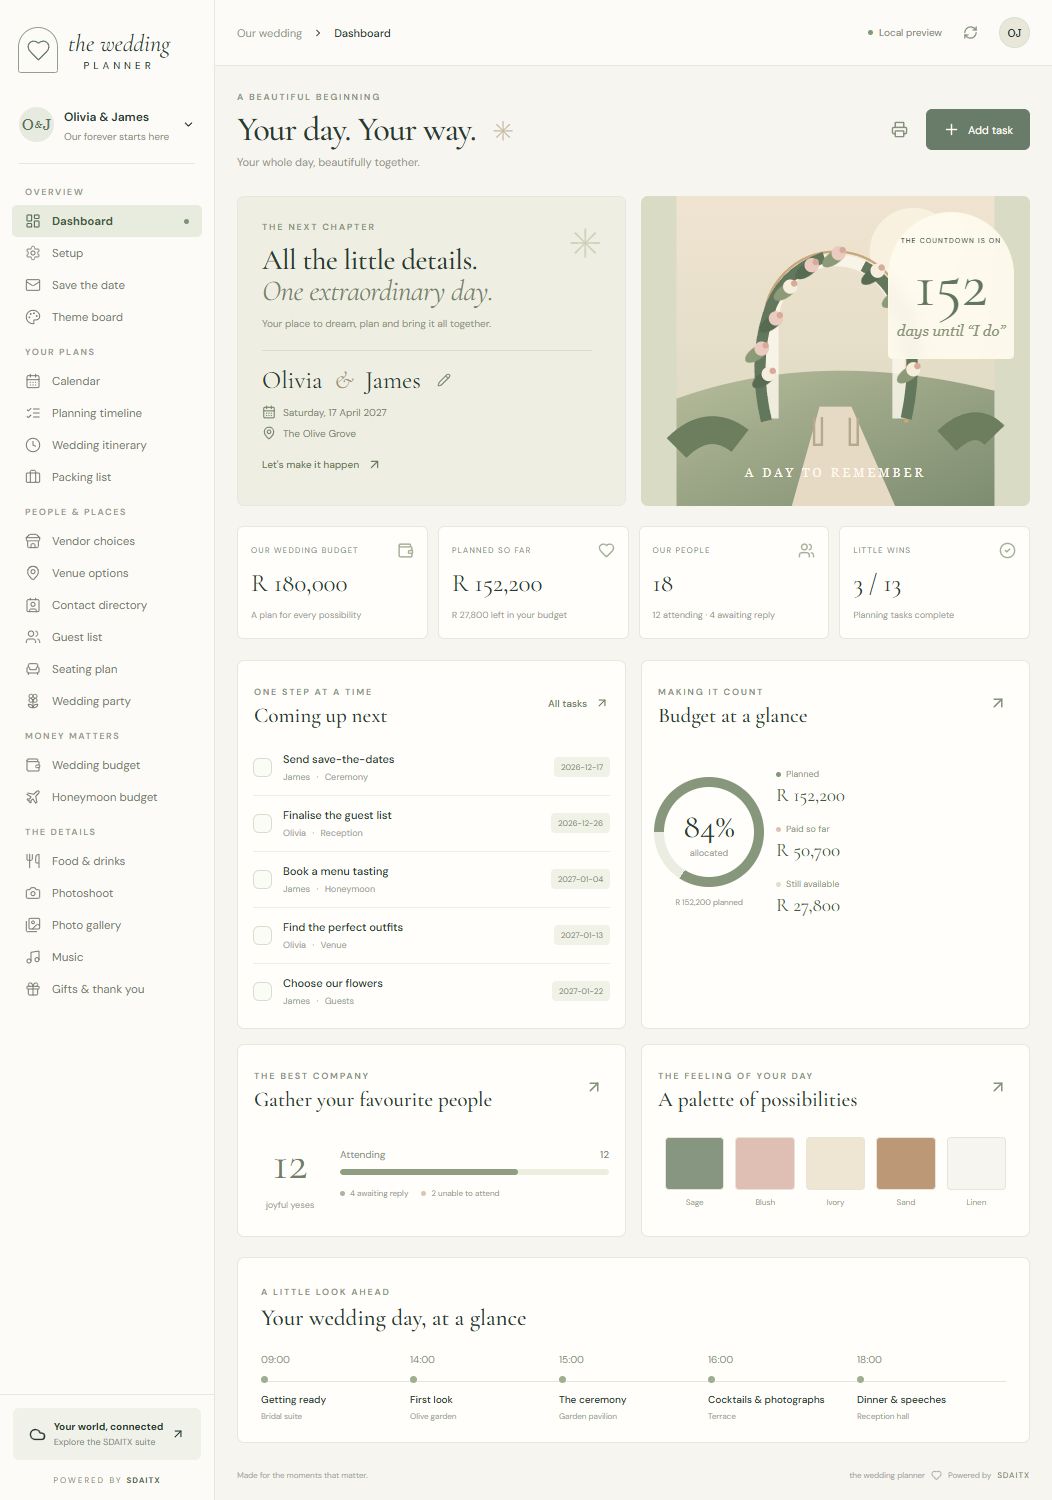 the wedding
PLANNER
O&J
Olivia & James
Our forever starts here
OVERVIEW
Dashboard
Setup
Save the date
Theme board
YOUR PLANS
Calendar
Planning timeline
Wedding itinerary
Packing list
PEOPLE & PLACES
Vendor choices
Venue options
Contact directory
Guest list
Seating plan
Wedding party
MONEY MATTERS
Wedding budget
Honeymoon budget
THE DETAILS
Food & drinks
Photoshoot
Photo gallery
Music
Gifts & thank you
Your world, connected
Explore the SDAITX suite
POWERED BY SDAITX
Our wedding > Dashboard
Local preview
OJ
A BEAUTIFUL BEGINNING
Your day. Your way.
Your whole day, beautifully together.
Add task
THE NEXT CHAPTER
All the little details.
One extraordinary day.
Your place to dream, plan and bring it all together.
Olivia & James
Saturday, 17 April 2027
The Olive Grove
Let's make it happen
THE COUNTDOWN IS ON
152
days until “I do”
A DAY TO REMEMBER
OUR WEDDING BUDGET
R 180,000
A plan for every possibility
PLANNED SO FAR
R 152,200
R 27,800 left in your budget
OUR PEOPLE
18
12 attending · 4 awaiting reply
LITTLE WINS
3 / 13
Planning tasks complete
ONE STEP AT A TIME
Coming up next
All tasks
Send save-the-dates
James · Ceremony
2026-12-17
Finalise the guest list
Olivia · Reception
2026-12-26
Book a menu tasting
James · Honeymoon
2027-01-04
Find the perfect outfits
Olivia · Venue
2027-01-13
Choose our flowers
James · Guests
2027-01-22
MAKING IT COUNT
Budget at a glance
84%
allocated
R 152,200 planned
Planned
R 152,200
Paid so far
R 50,700
Still available
R 27,800
THE BEST COMPANY
Gather your favourite people
12
joyful yeses
Attending 12
4 awaiting reply 2 unable to attend
THE FEELING OF YOUR DAY
A palette of possibilities
Sage Blush Ivory Sand Linen
A LITTLE LOOK AHEAD
Your wedding day, at a glance
09:00
Getting ready
Bridal suite
14:00
First look
Olive garden
15:00
The ceremony
Garden pavilion
16:00
Cocktails & photographs
Terrace
18:00
Dinner & speeches
Reception hall
Made for the moments that matter.
the wedding planner Powered by SDAITX